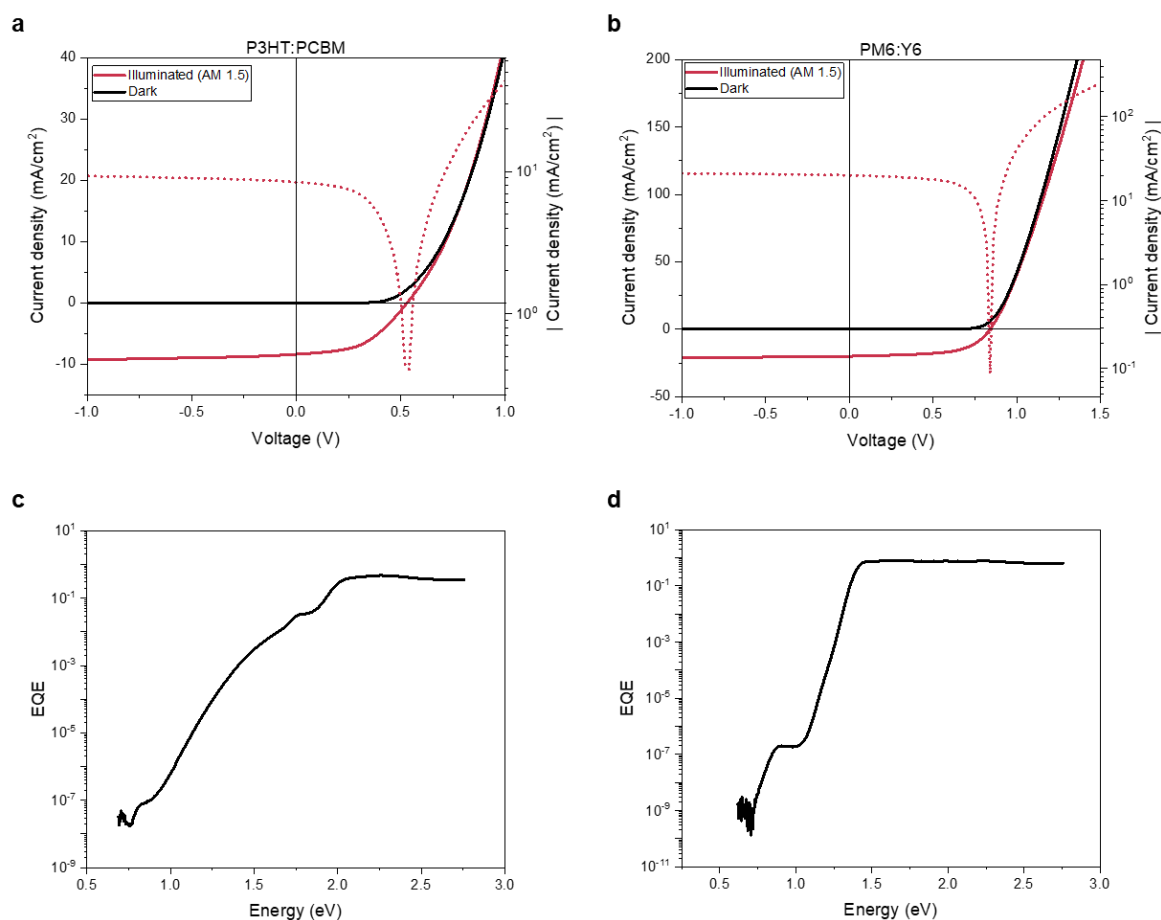 a
P3HT:PCBM
Illuminated (AM 1.5)
Dark
40
30
20
10
0
-10
Current density (mA/cm²)
10¹
10⁰
| Current density (mA/cm²) |
-1.0 -0.5 0.0 0.5 1.0
Voltage (V)
b
PM6:Y6
Illuminated (AM 1.5)
Dark
200
175
150
125
100
75
50
25
0
-25
-50
Current density (mA/cm²)
10²
10¹
10⁰
10⁻¹
| Current density (mA/cm²) |
-1.0 -0.5 0.0 0.5 1.0 1.5
Voltage (V)
c
10¹
10⁻¹
10⁻³
10⁻⁵
10⁻⁷
10⁻⁹
EQE
0.5 1.0 1.5 2.0 2.5 3.0
Energy (eV)
d
10¹
10⁻¹
10⁻³
10⁻⁵
10⁻⁷
10⁻⁹
10⁻¹¹
EQE
0.5 1.0 1.5 2.0 2.5 3.0
Energy (eV)